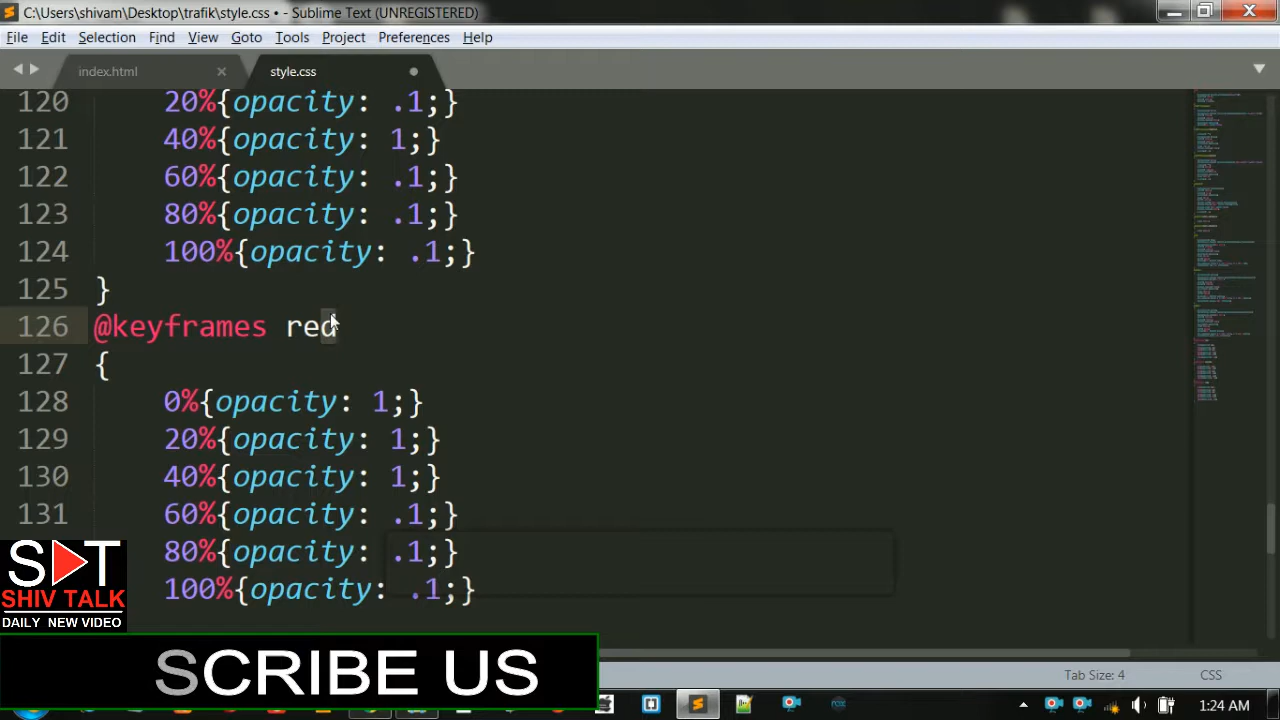 C:\Users\shivam\Desktop\trafik\style.css • - Sublime Text (UNREGISTERED)
File Edit Selection Find View Goto Tools Project Preferences Help
index.html × style.css
120 20%{opacity: .1;}
121 40%{opacity: 1;}
122 60%{opacity: .1;}
123 80%{opacity: .1;}
124 100%{opacity: .1;}
125 }
126 @keyframes red
127 {
128 0%{opacity: 1;}
129 20%{opacity: 1;}
130 40%{opacity: 1;}
131 60%{opacity: .1;}
80%{opacity: .1;}
100%{opacity: .1;}
S T
SHIV TALK
DAILY NEW VIDEO
SCRIBE US
Tab Size: 4 CSS
1:24 AM